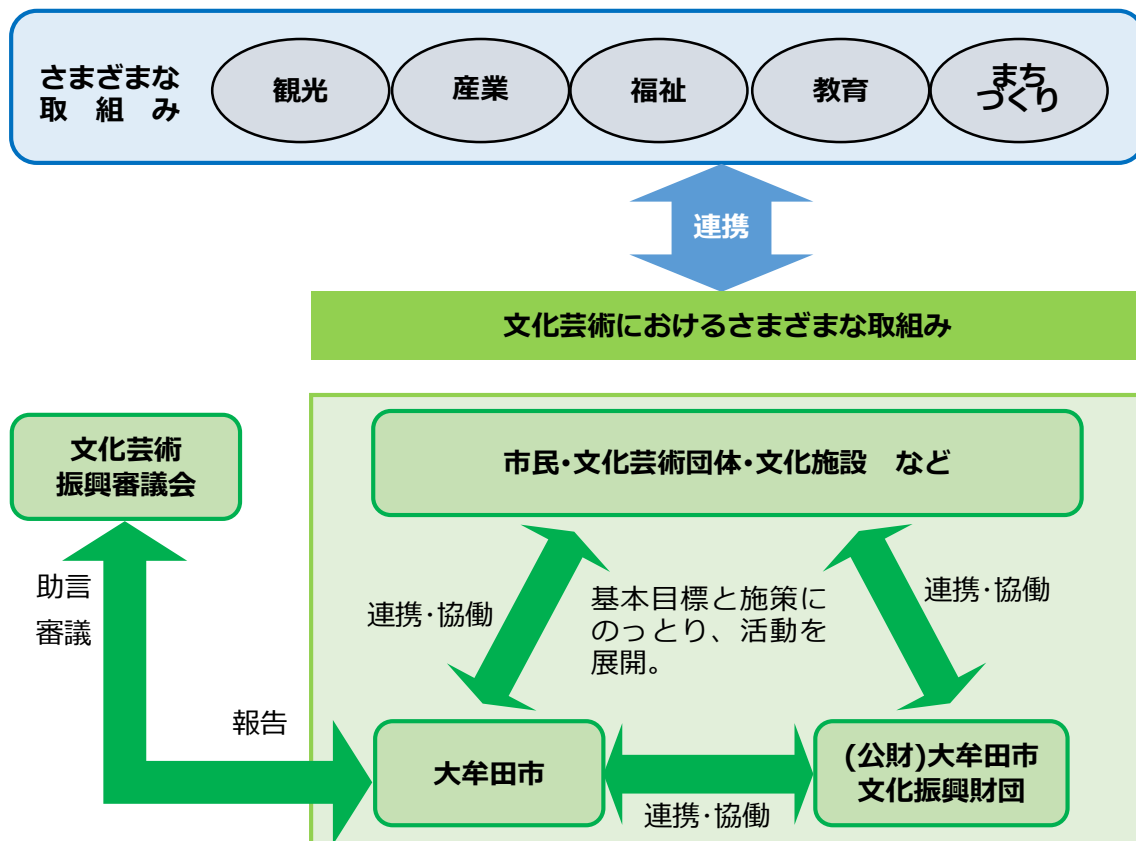 さまざまな
取　組　み
観光
産業
福祉
教育
まち
づくり
連携
文化芸術におけるさまざまな取組み
文化芸術
振興審議会
市民･文化芸術団体･文化施設　など
助言
審議
連携･協働
基本目標と施策に
のっとり、活動を
展開。
連携･協働
報告
大牟田市
(公財)大牟田市
文化振興財団
連携･協働